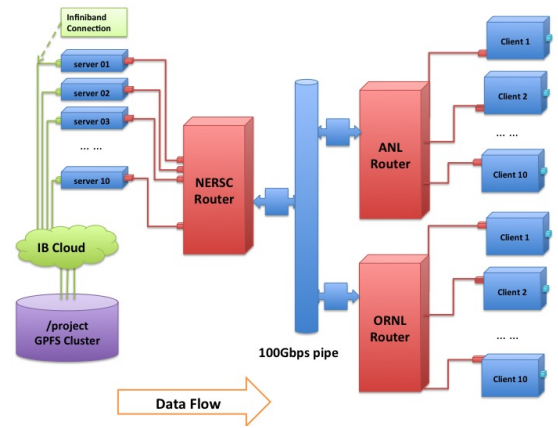 Infiniband
Connection
server 01
server 02
server 03
... ...
server 10
IB Cloud
/project
GPFS Cluster
NERSC
Router
100Gbps pipe
ANL
Router
ORNL
Router
Client 1
Client 2
... ...
Client 10
Client 1
Client 2
... ...
Client 10
Data Flow